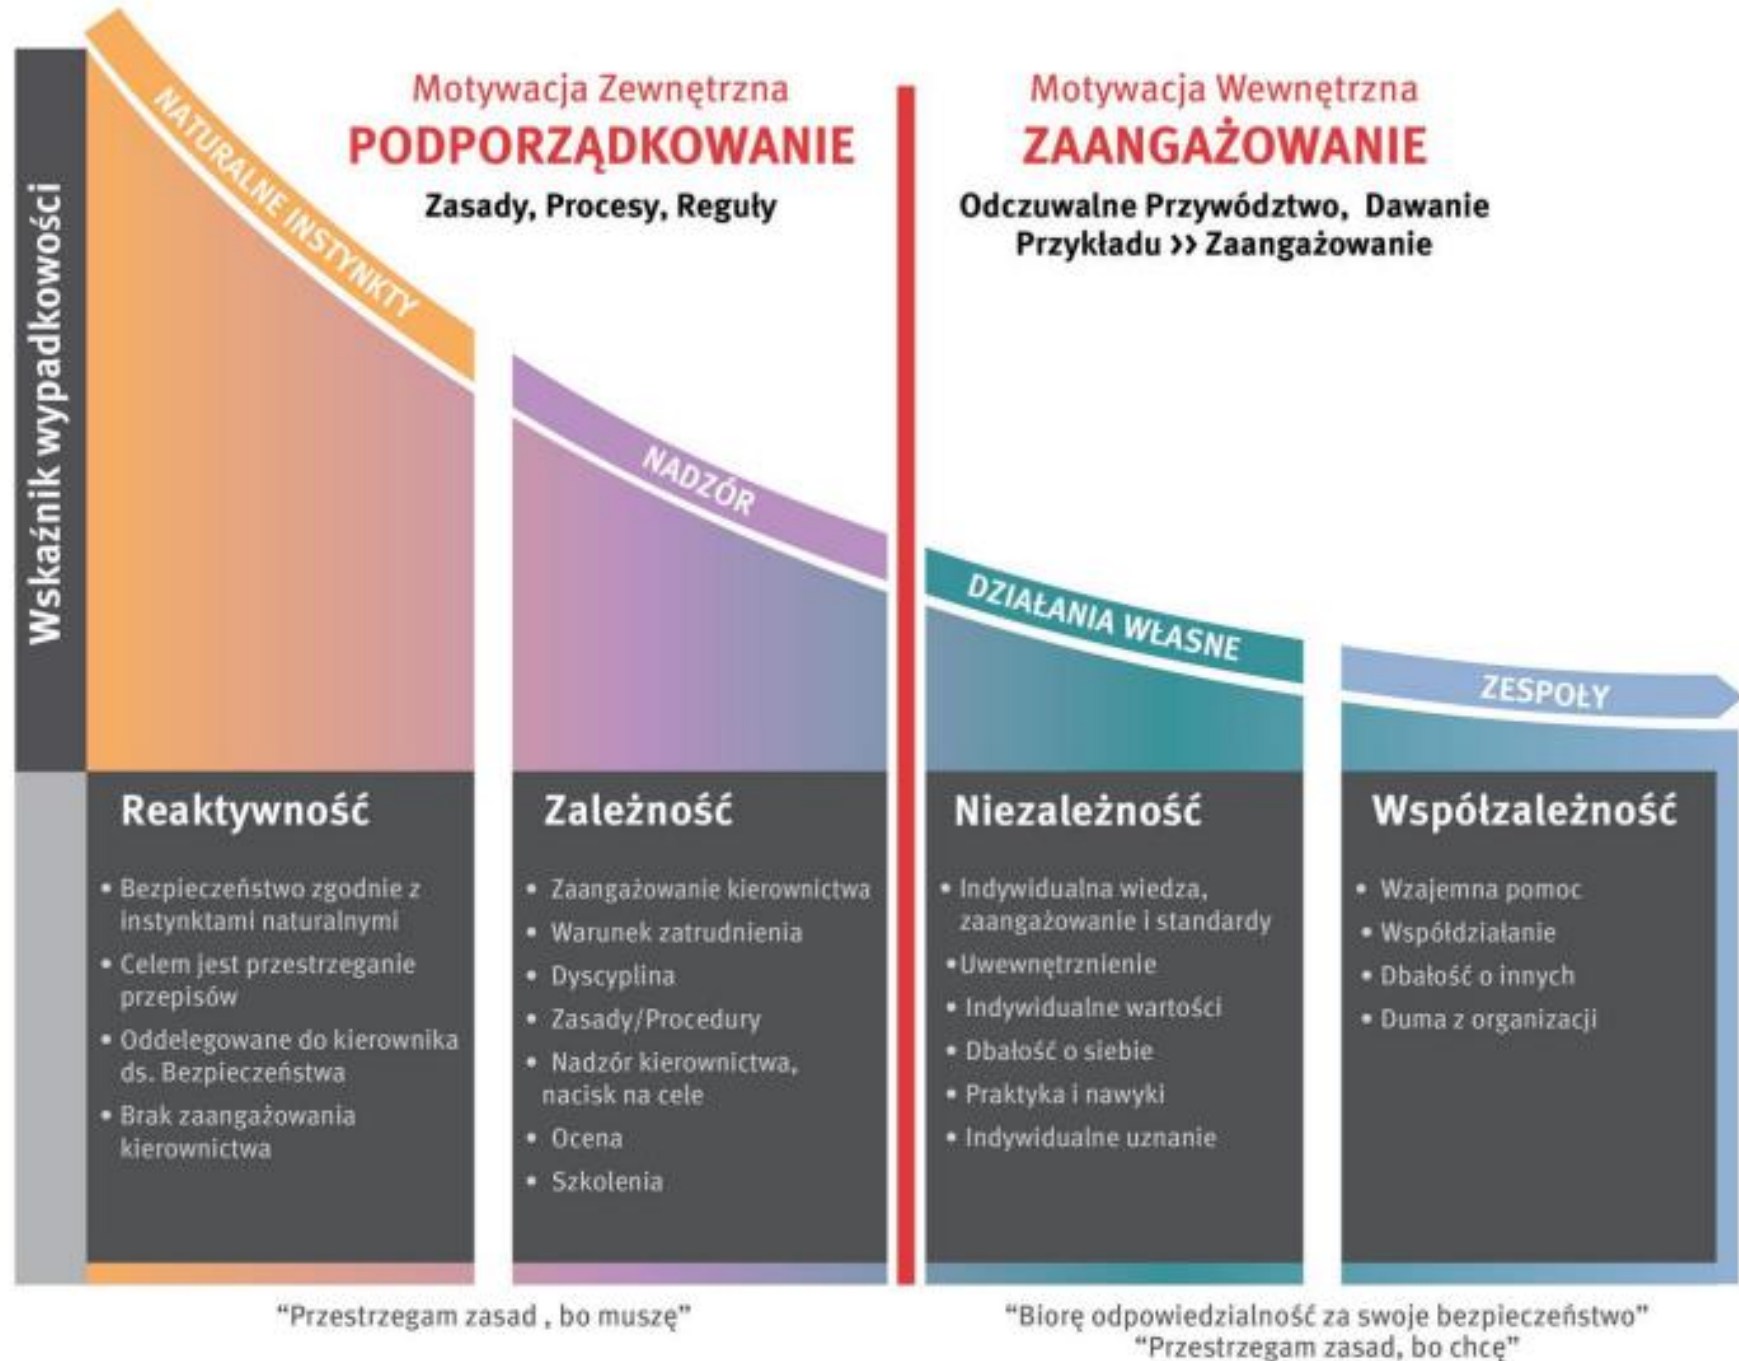 Wskaźnik wypadkowości
Motywacja Zewnętrzna
PODPORZĄDKOWANIE
Zasady, Procesy, Reguły
Motywacja Wewnętrzna
ZAANGAŻOWANIE
Odczuwalne Przywództwo, Dawanie
Przykładu ›› Zaangażowanie
NATURALNE INSTYNKTY
NADZÓR
DZIAŁANIA WŁASNE
ZESPOŁY
Reaktywność
• Bezpieczeństwo zgodnie z
instynktami naturalnymi
• Celem jest przestrzeganie
przepisów
• Oddelegowane do kierownika
ds. Bezpieczeństwa
• Brak zaangażowania
kierownictwa
Zależność
• Zaangażowanie kierownictwa
• Warunek zatrudnienia
• Dyscyplina
• Zasady/Procedury
• Nadzór kierownictwa,
nacisk na cele
• Ocena
• Szkolenia
Niezależność
• Indywidualna wiedza,
zaangażowanie i standardy
•Uwewnętrznienie
• Indywidualne wartości
• Dbałość o siebie
• Praktyka i nawyki
• Indywidualne uznanie
Współzależność
• Wzajemna pomoc
• Współdziałanie
• Dbałość o innych
• Duma z organizacji
“Przestrzegam zasad , bo muszę”
“Biorę odpowiedzialność za swoje bezpieczeństwo”
“Przestrzegam zasad, bo chcę”